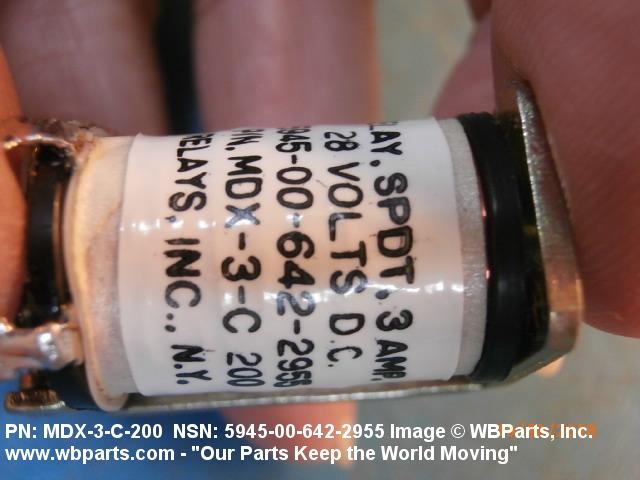 LAY, SPDT, 3 AMP.
28 VOLTS D.C.
5945-00-642-2955
/N. MDX-3-C 200
RELAYS, INC., N.Y.
PN: MDX-3-C-200 NSN: 5945-00-642-2955 Image © WBParts, Inc.
www.wbparts.com - "Our Parts Keep the World Moving"